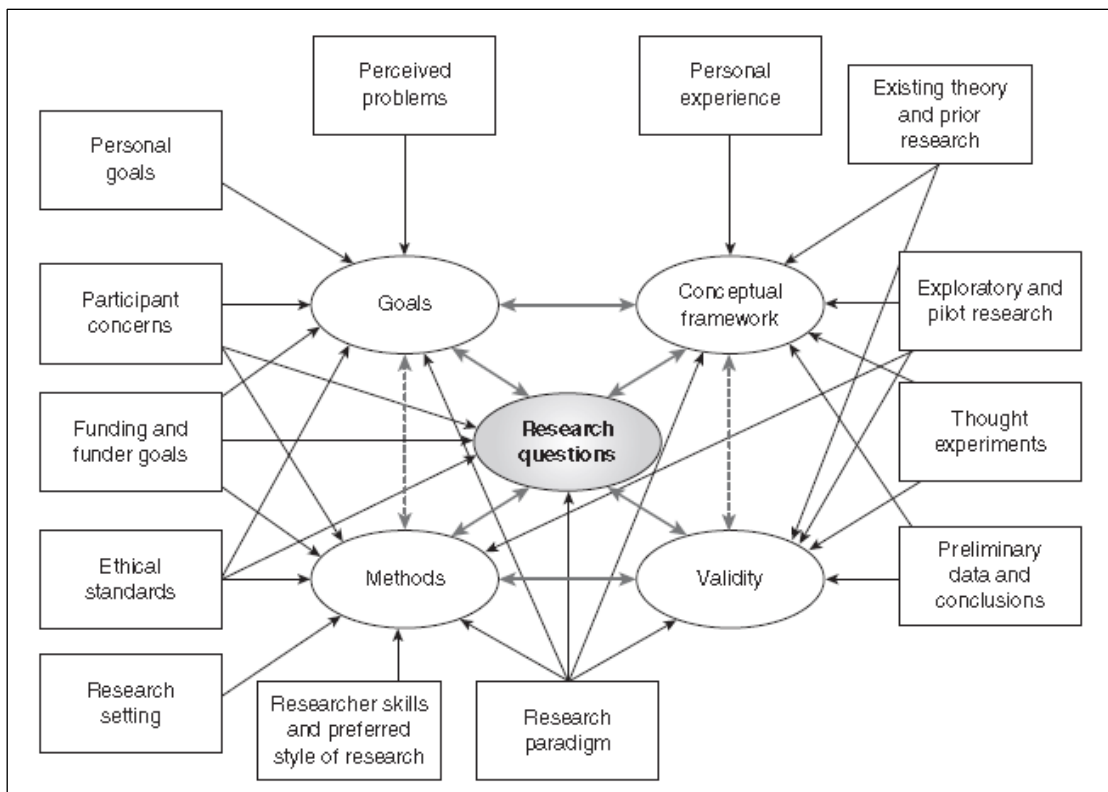 Perceived
problems
Personal
experience
Existing theory
and prior
research
Personal
goals
Participant
concerns
Goals
Conceptual
framework
Exploratory and
pilot research
Funding and
funder goals
Research
questions
Thought
experiments
Ethical
standards
Methods
Validity
Preliminary
data and
conclusions
Research
setting
Researcher skills
and preferred
style of research
Research
paradigm